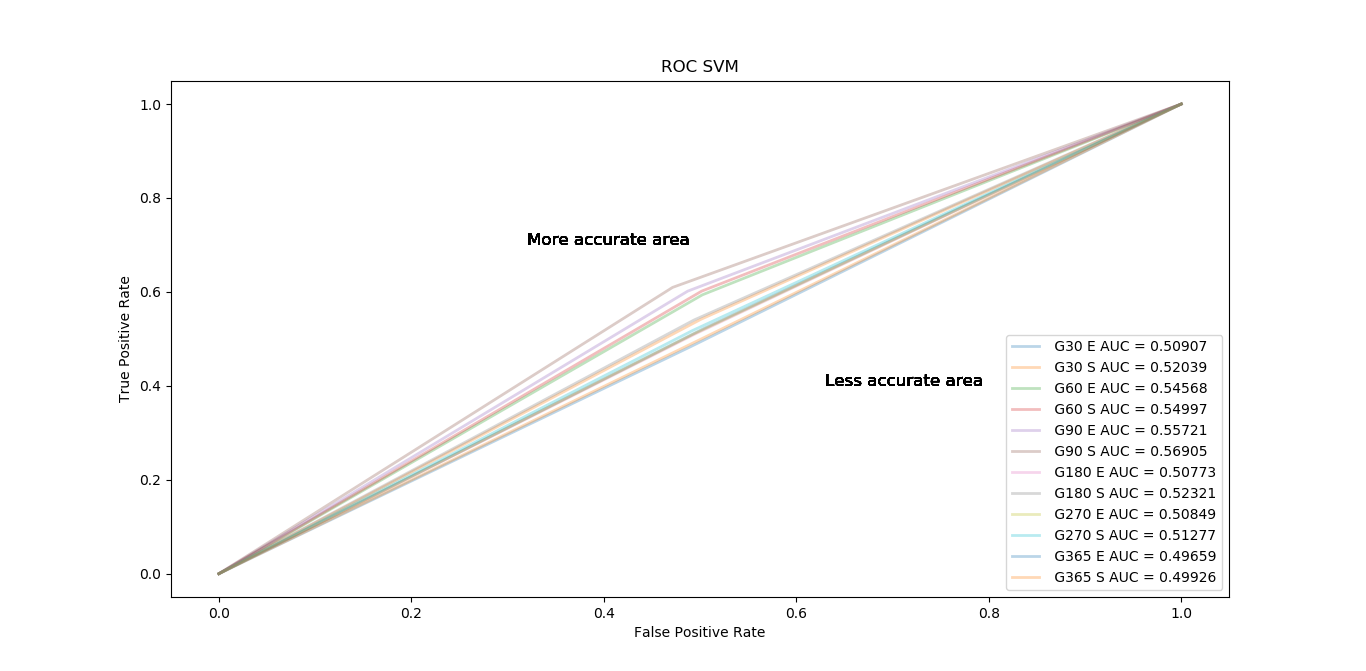 ROC SVM
1.0
0.8
0.6
0.4
0.2
0.0
True Positive Rate
More accurate area
Less accurate area
G30 E AUC = 0.50907
G30 S AUC = 0.52039
G60 E AUC = 0.54568
G60 S AUC = 0.54997
G90 E AUC = 0.55721
G90 S AUC = 0.56905
G180 E AUC = 0.50773
G180 S AUC = 0.52321
G270 E AUC = 0.50849
G270 S AUC = 0.51277
G365 E AUC = 0.49659
G365 S AUC = 0.49926
0.0 0.2 0.4 0.6 0.8 1.0
False Positive Rate